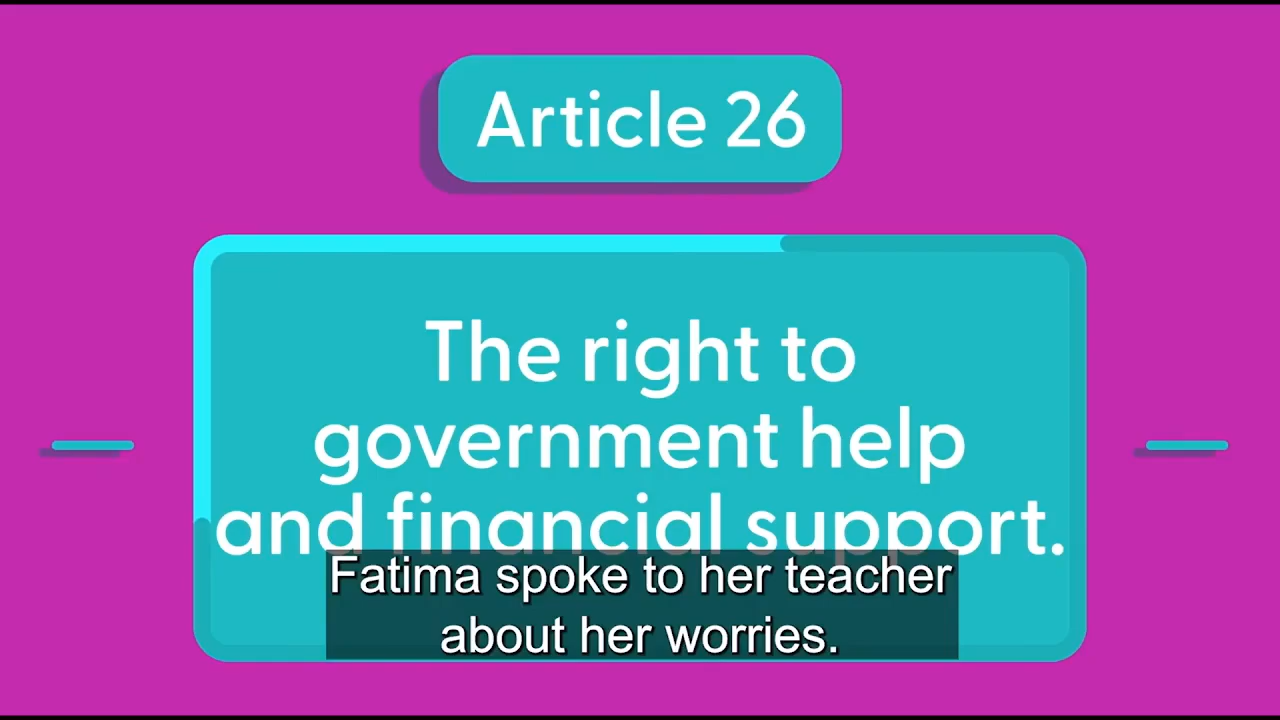 Article 26
The right to
government help
and financial support.
Fatima spoke to her teacher
about her worries.